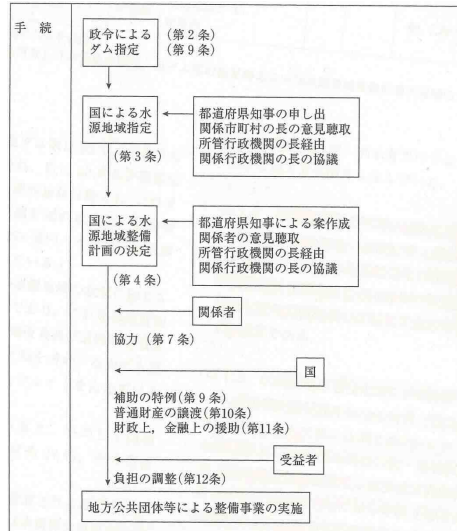 手続
政令による
ダム指定
(第2条)
(第9条)
国による水
源地域指定
都道府県知事の申し出
関係市町村の長の意見聴取
所管行政機関の長経由
関係行政機関の長の協議
(第3条)
国による水
源地域整備
計画の決定
都道府県知事による案作成
関係者の意見聴取
所管行政機関の長経由
関係行政機関の長の協議
(第4条)
関係者
協力(第7条)
国
補助の特例(第9条)
普通財産の譲渡(第10条)
財政上,金融上の援助(第11条)
受益者
負担の調整(第12条)
地方公共団体等による整備事業の実施